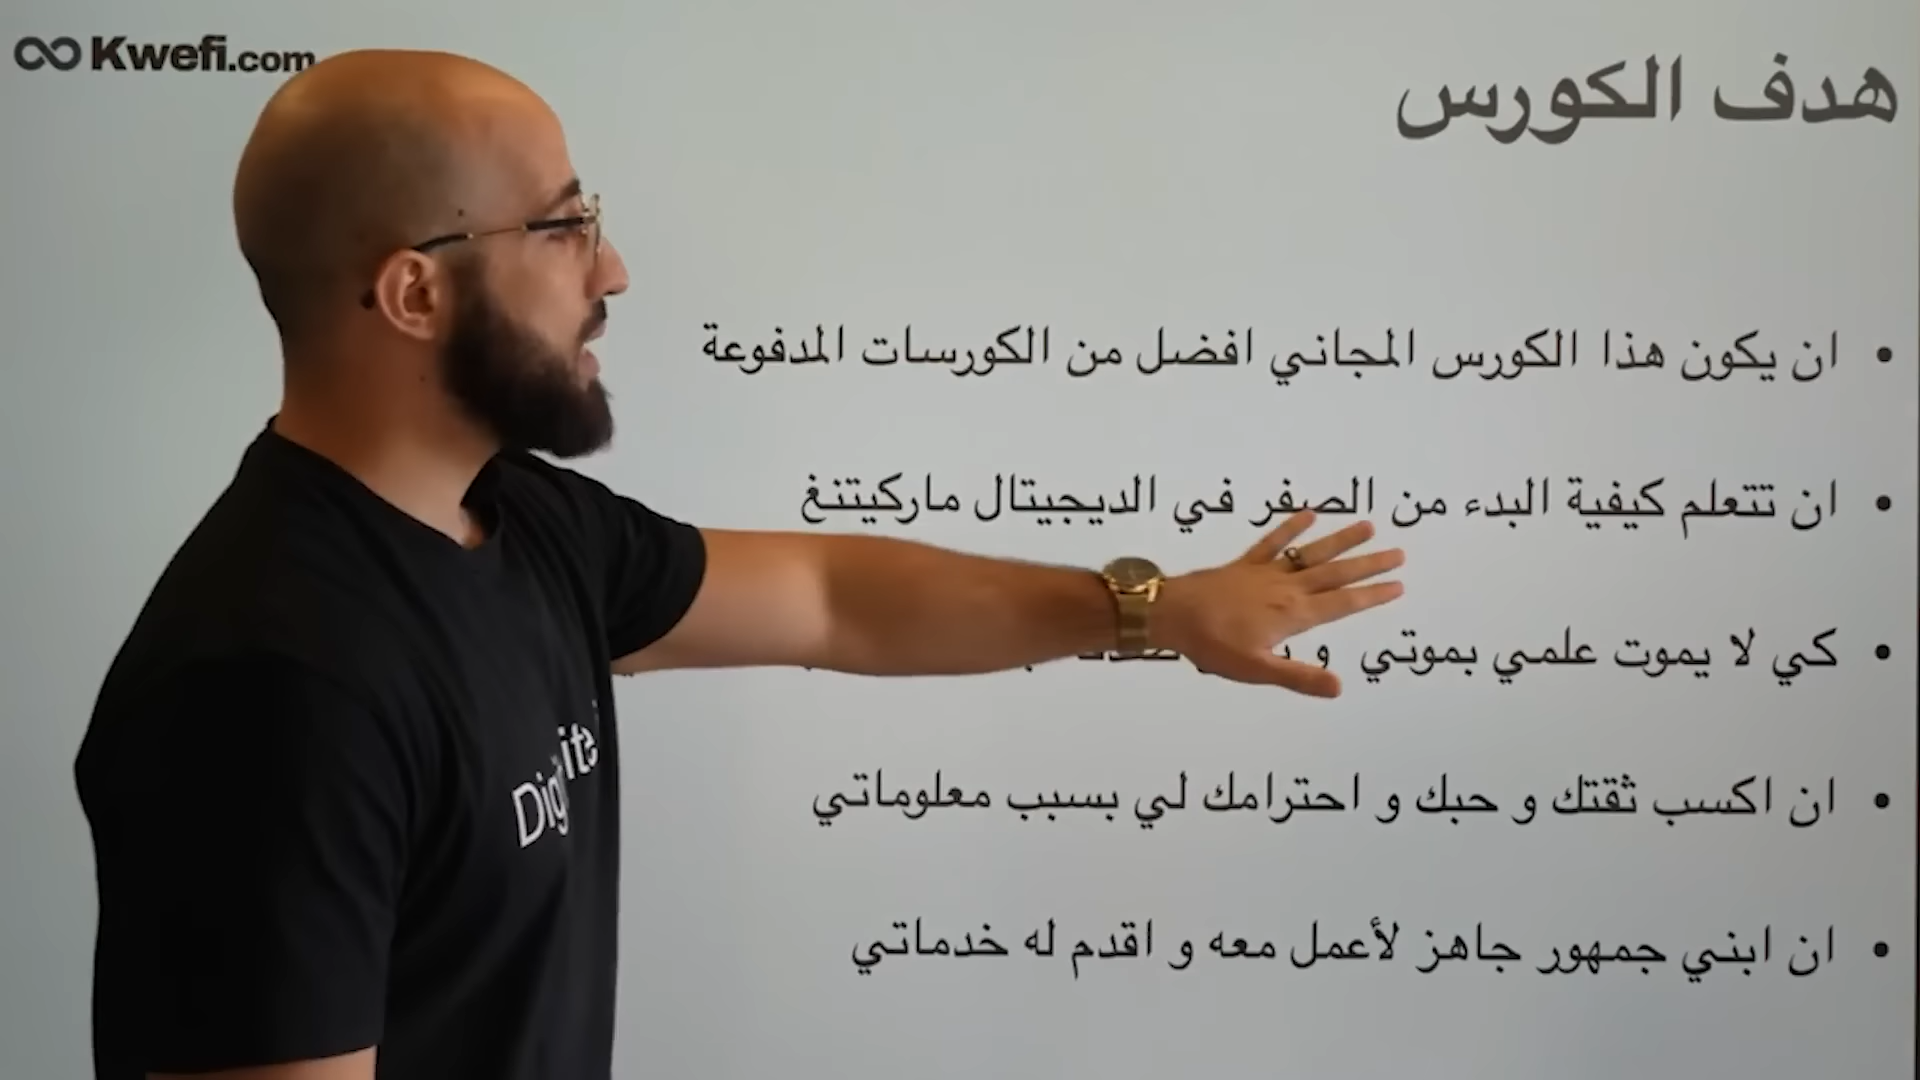 Kwefi.com
هدف الكورس
• ان يكون هذا الكورس المجاني افضل من الكورسات المدفوعة
• ان تتعلم كيفية البدء من الصفر في الديجيتال ماركيتنغ
• كي لا يموت علمي بموتي و
• ان اكسب ثقتك و حبك و احترامك لي بسبب معلوماتي
• ان ابني جمهور جاهز لأعمل معه و اقدم له خدماتي